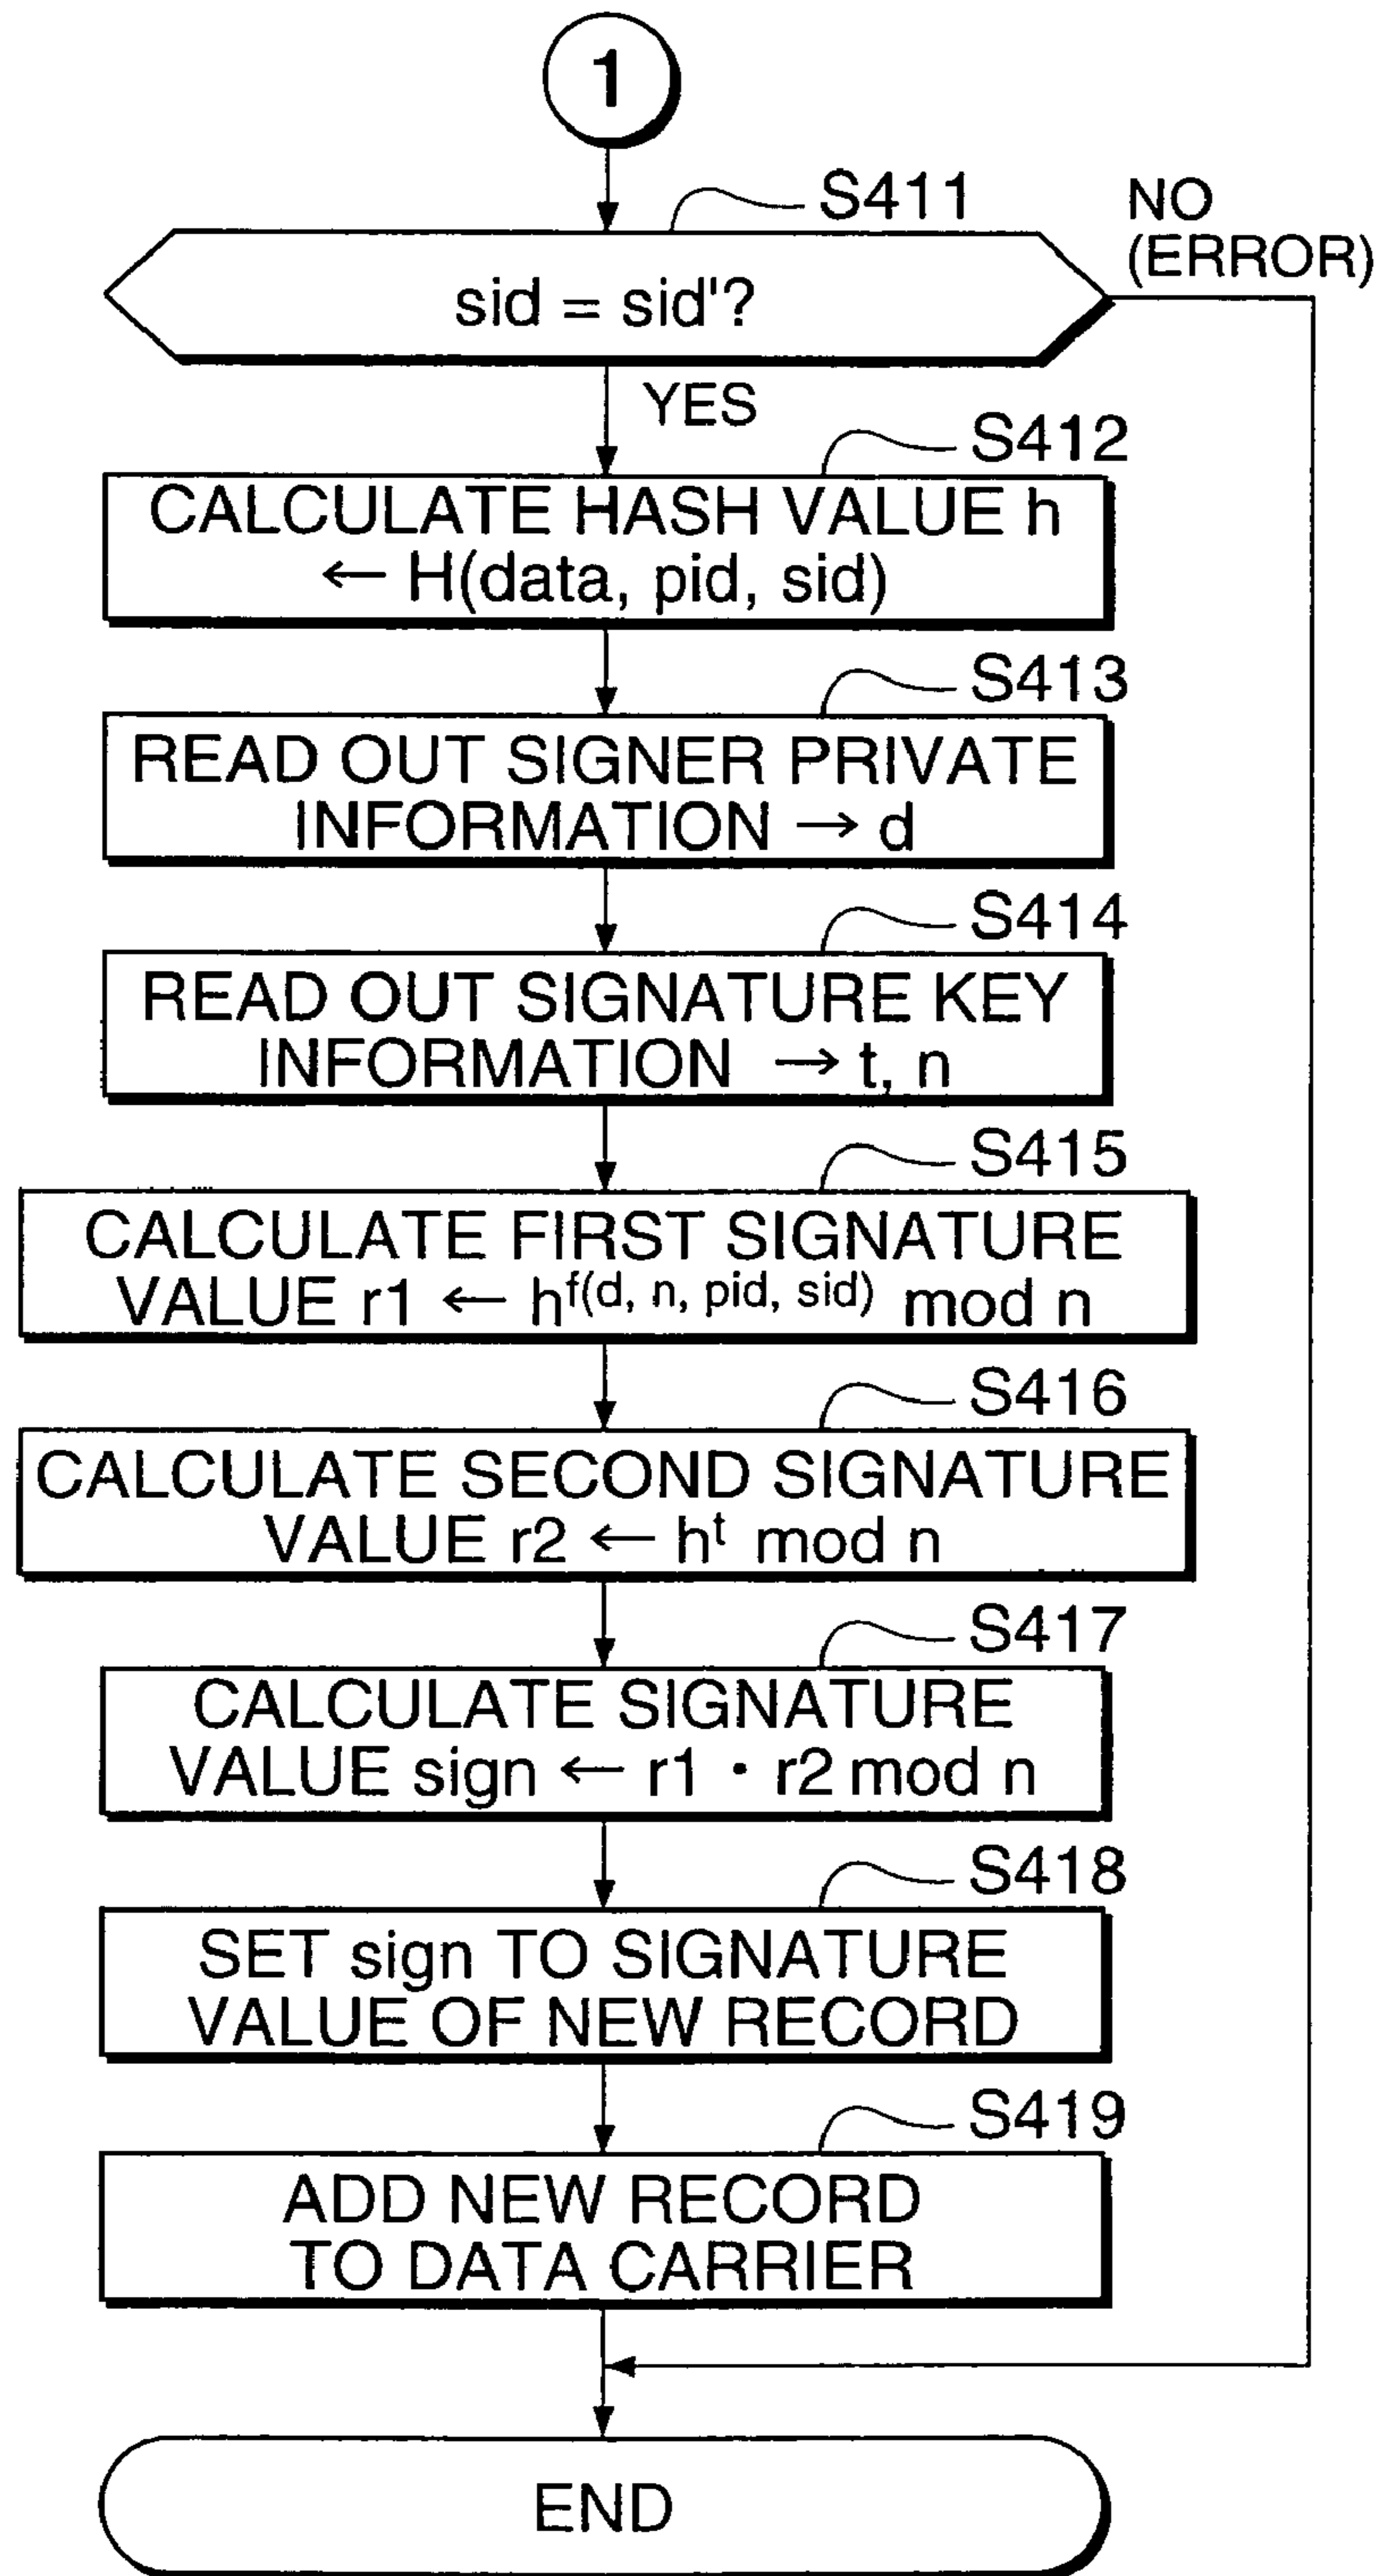 1
S411
NO
(ERROR)
sid = sid'?
YES
S412
CALCULATE HASH VALUE h
← H(data, pid, sid)
S413
READ OUT SIGNER PRIVATE
INFORMATION → d
S414
READ OUT SIGNATURE KEY
INFORMATION → t, n
S415
CALCULATE FIRST SIGNATURE
VALUE r1 ← h^f(d, n, pid, sid) mod n
S416
CALCULATE SECOND SIGNATURE
VALUE r2 ← h^t mod n
S417
CALCULATE SIGNATURE
VALUE sign ← r1 · r2 mod n
S418
SET sign TO SIGNATURE
VALUE OF NEW RECORD
S419
ADD NEW RECORD
TO DATA CARRIER
END